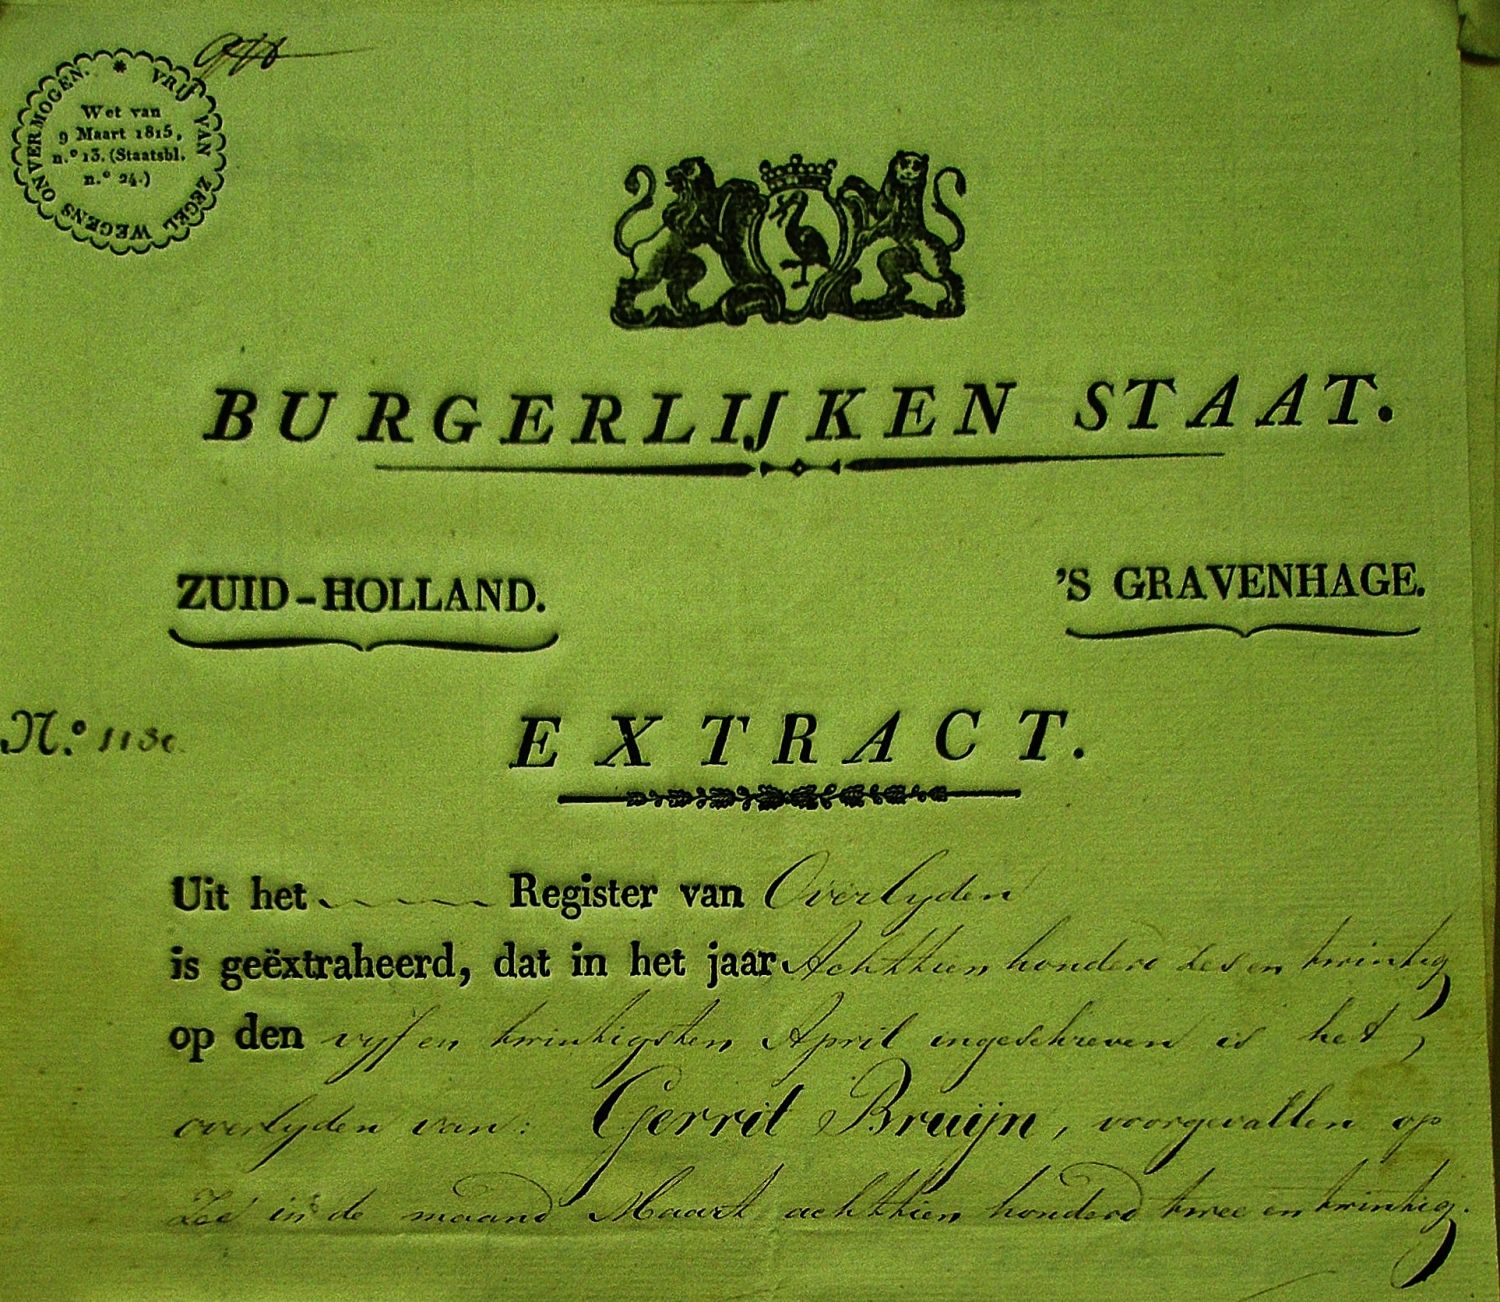 VRIJ VAN ZEGEL WEGENS ONVERMOGEN.
Wet van
9 Maart 1815,
n.º 13. (Staatsbl.
n.º 24.)
BURGERLIJKEN STAAT.
ZUID-HOLLAND.
'S GRAVENHAGE.
N.º
EXTRACT.
Uit het Register van Overlyden
is geëxtraheerd, dat in het jaar Achttien honderd zes en twintig
op den vyf en twintigsten April ingeschreven is het
overlyden van: Gerrit Bruijn, voorgevallen op
Zee in de maand Maart achttien honderd twee en twintig.